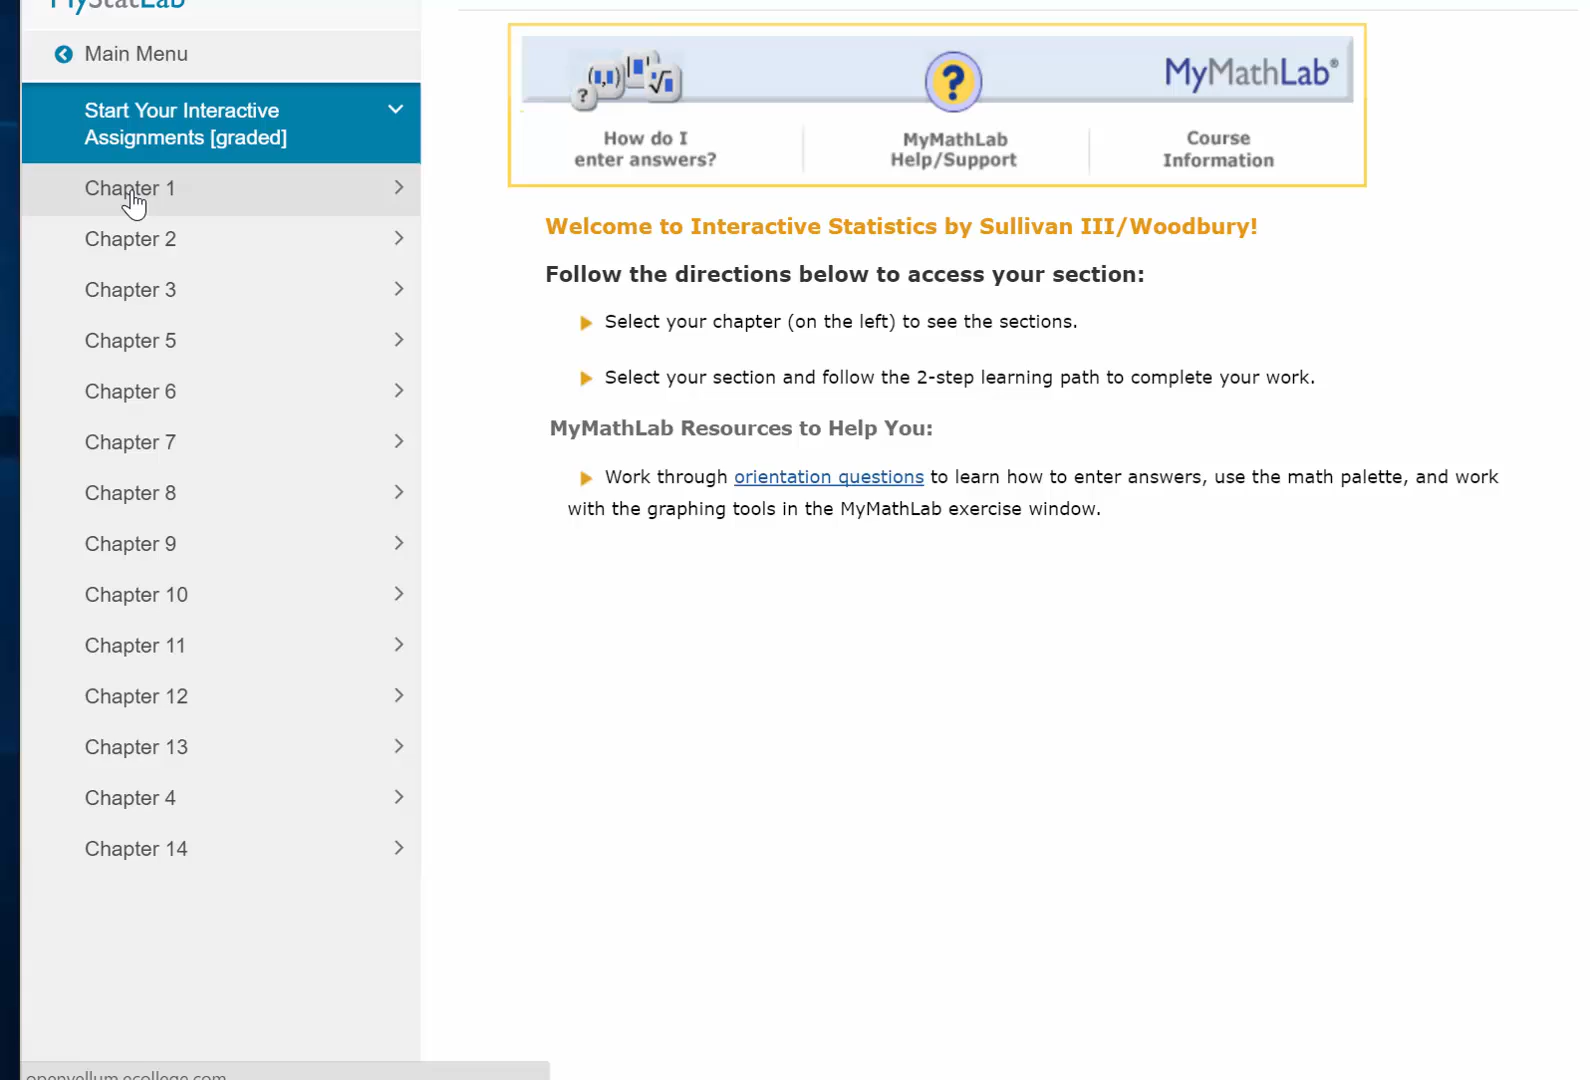 MyStatLab
Main Menu
Start Your Interactive
Assignments [graded]
Chapter 1
Chapter 2
Chapter 3
Chapter 5
Chapter 6
Chapter 7
Chapter 8
Chapter 9
Chapter 10
Chapter 11
Chapter 12
Chapter 13
Chapter 4
Chapter 14
MyMathLab®
How do I
enter answers?
MyMathLab
Help/Support
Course
Information
Welcome to Interactive Statistics by Sullivan III/Woodbury!
Follow the directions below to access your section:
Select your chapter (on the left) to see the sections.
Select your section and follow the 2-step learning path to complete your work.
MyMathLab Resources to Help You:
Work through orientation questions to learn how to enter answers, use the math palette, and work
with the graphing tools in the MyMathLab exercise window.
openvellum.ecollege.com